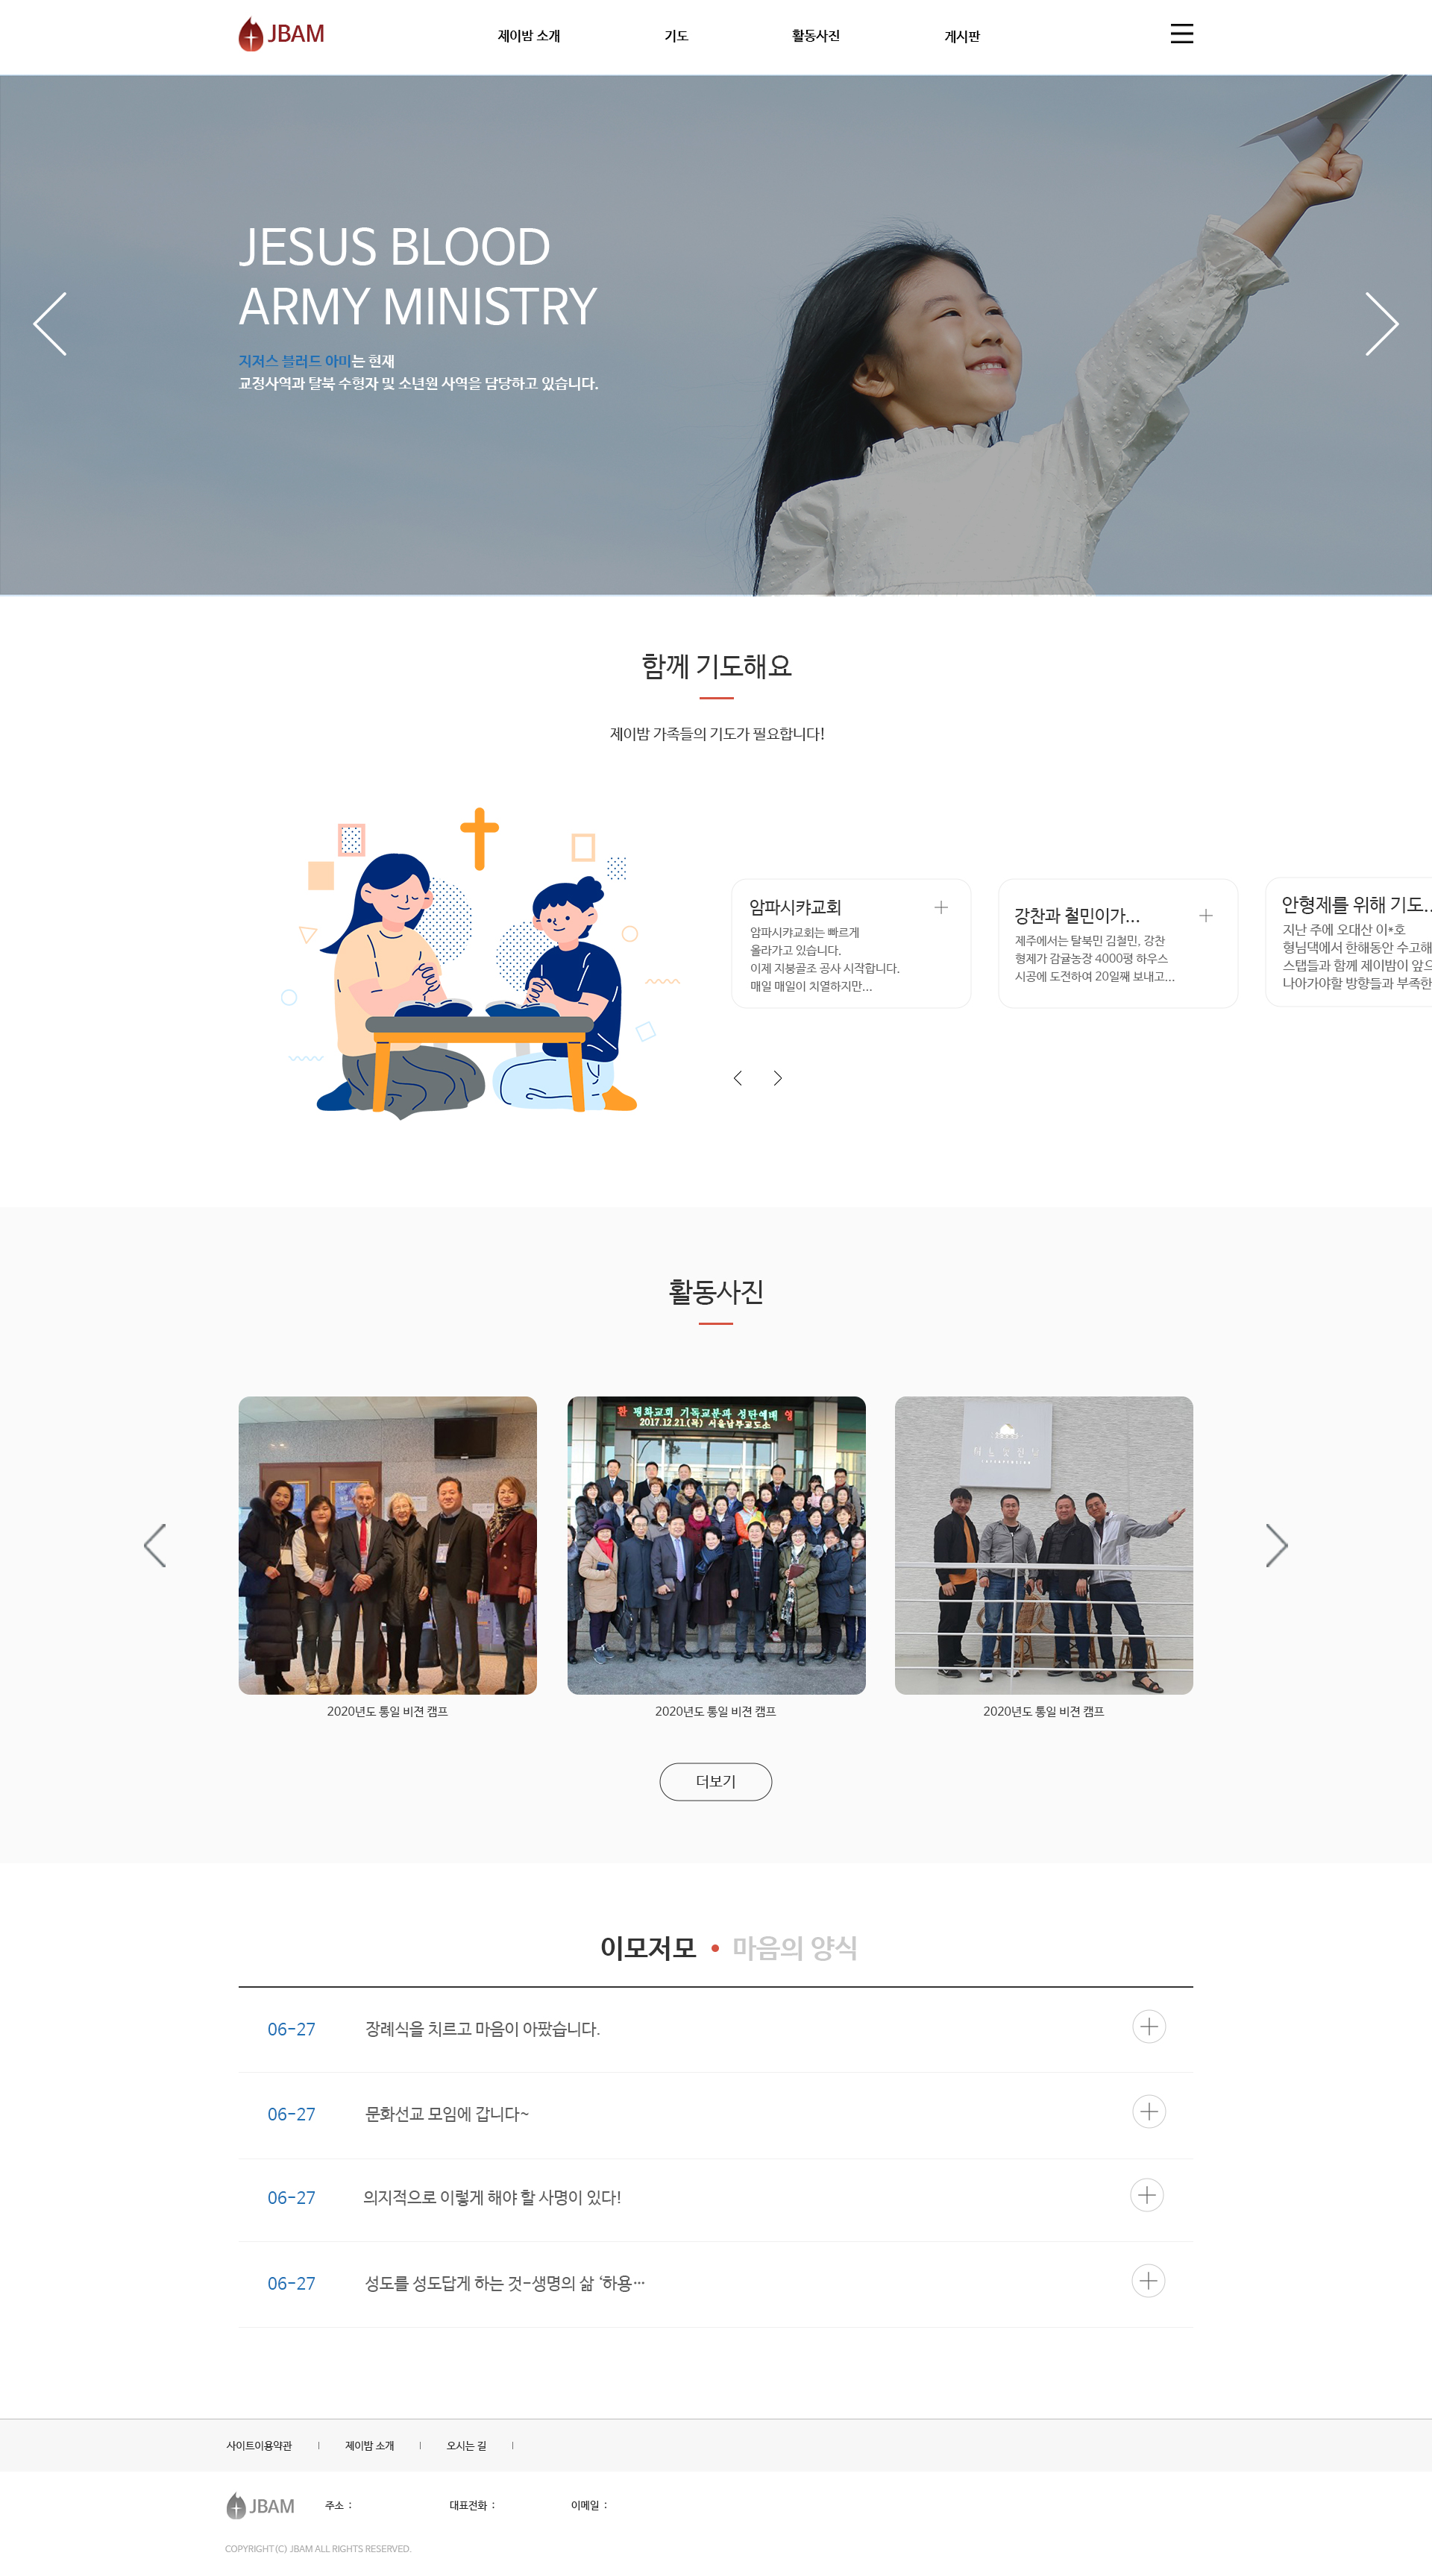 JBAM
제이밤 소개
기도
활동사진
게시판
JESUS BLOOD
ARMY MINISTRY
지저스 블러드 아미는 현재
교정사역과 탈북 수형자 및 소년원 사역을 담당하고 있습니다.
함께 기도해요
제이밤 가족들의 기도가 필요합니다!
암파시캬교회
암파시캬교회는 빠르게
올라가고 있습니다.
이제 지붕골조 공사 시작합니다.
매일 매일이 치열하지만...
강찬과 철민이가...
제주에서는 탈북민 김철민, 강찬
형제가 감귤농장 4000평 하우스
시공에 도전하여 20일째 보내고...
안형제를 위해 기도..
지난 주에 오대산 이*호
형님댁에서 한해동안 수고해
스탭들과 함께 제이밤이 앞으
나아가야할 방향들과 부족한
활동사진
환 평화교회 기독교분과 성탄예배 영
2017.12.21.(목) 서울남부교도소
2020년도 통일 비젼 캠프
2020년도 통일 비젼 캠프
2020년도 통일 비젼 캠프
더보기
이모저모 • 마음의 양식
06-27 장례식을 치르고 마음이 아팠습니다.
06-27 문화선교 모임에 갑니다~
06-27 의지적으로 이렇게 해야 할 사명이 있다!
06-27 성도를 성도답게 하는 것-생명의 삶 ‘하용…
사이트이용약관 | 제이밤 소개 | 오시는 길 |
JBAM
주소 :
대표전화 :
이메일 :
COPYRIGHT (C) JBAM ALL RIGHTS RESERVED.